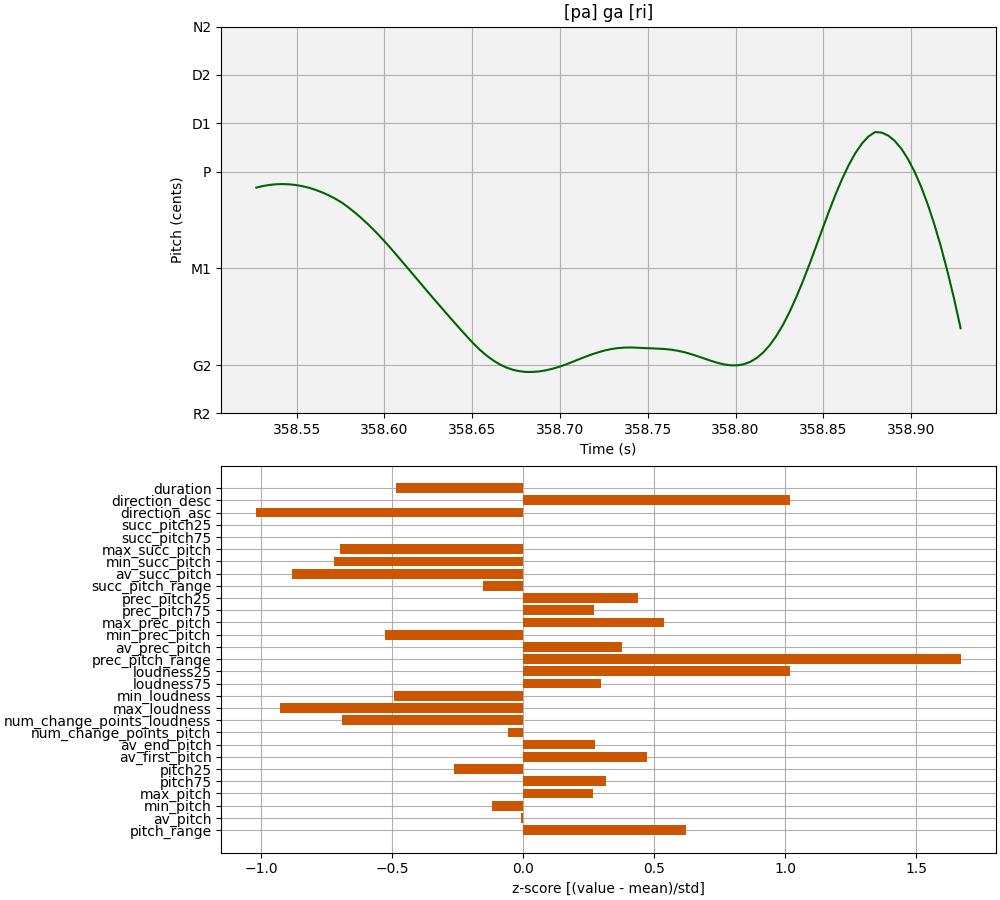 [pa] ga [ri]
N2
D2
D1
P
M1
G2
R2
Pitch (cents)
358.55 358.60 358.65 358.70 358.75 358.80 358.85 358.90
Time (s)
duration
direction_desc
direction_asc
succ_pitch25
succ_pitch75
max_succ_pitch
min_succ_pitch
av_succ_pitch
succ_pitch_range
prec_pitch25
prec_pitch75
max_prec_pitch
min_prec_pitch
av_prec_pitch
prec_pitch_range
loudness25
loudness75
min_loudness
max_loudness
num_change_points_loudness
num_change_points_pitch
av_end_pitch
av_first_pitch
pitch25
pitch75
max_pitch
min_pitch
av_pitch
pitch_range
−1.0 −0.5 0.0 0.5 1.0 1.5
z-score [(value - mean)/std]